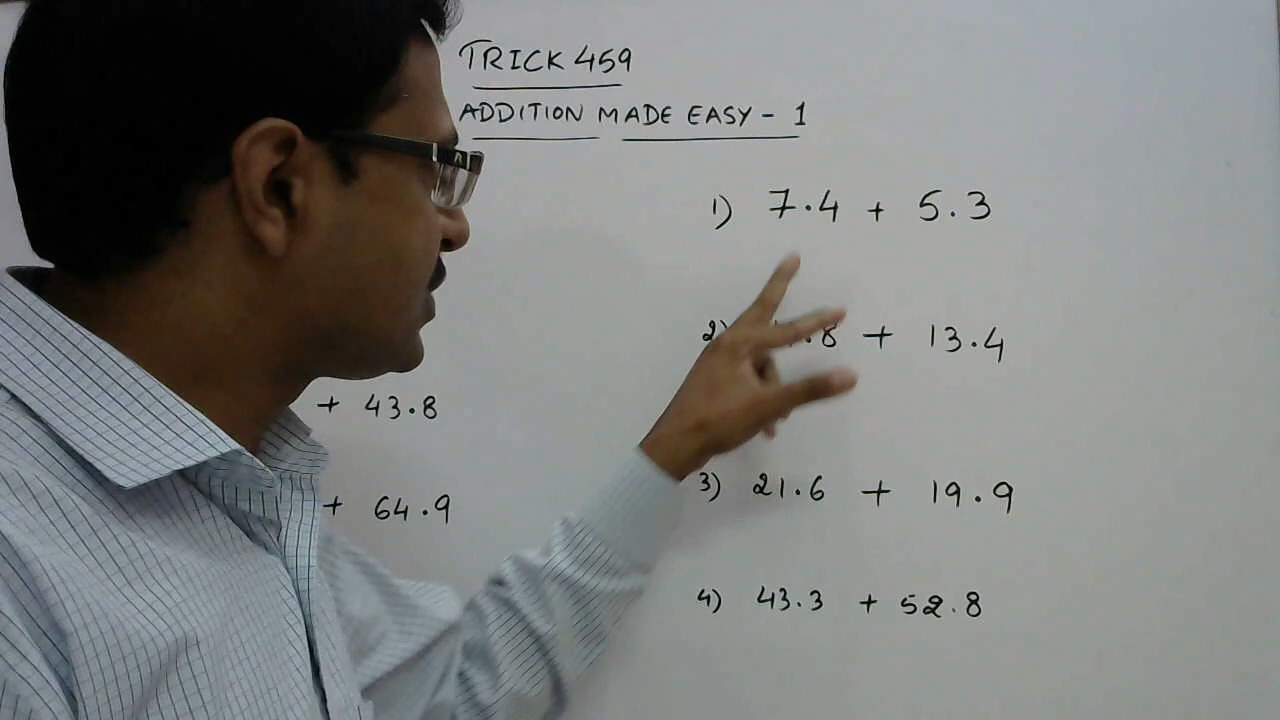 TRICK 459
ADDITION MADE EASY - 1
1) 7.4 + 5.3
2) .8 + 13.4
+ 43.8
3) 21.6 + 19.9
+ 64.9
4) 43.3 + 52.8